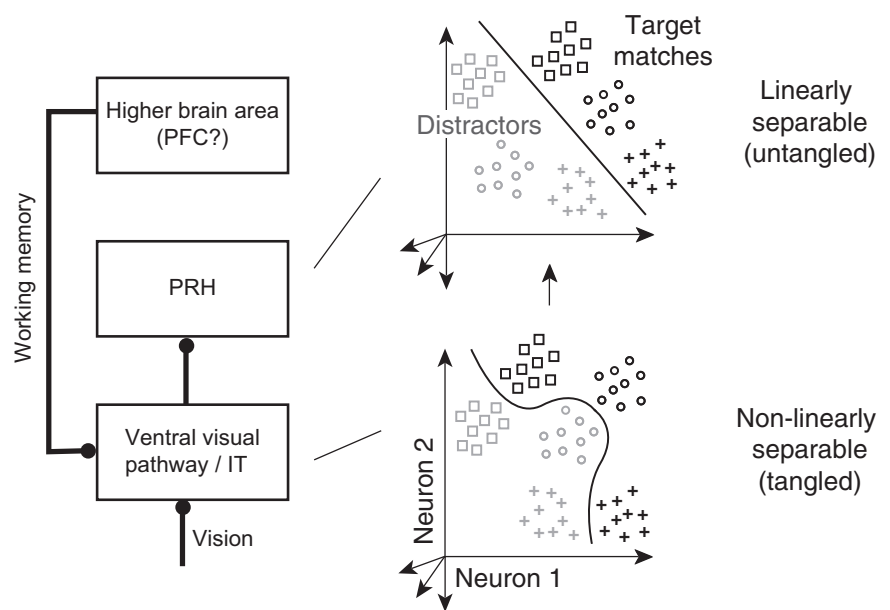 Higher brain area
(PFC?)
PRH
Ventral visual
pathway / IT
Vision
Working memory
Target
matches
Distractors
Linearly
separable
(untangled)
Neuron 2
Neuron 1
Non-linearly
separable
(tangled)